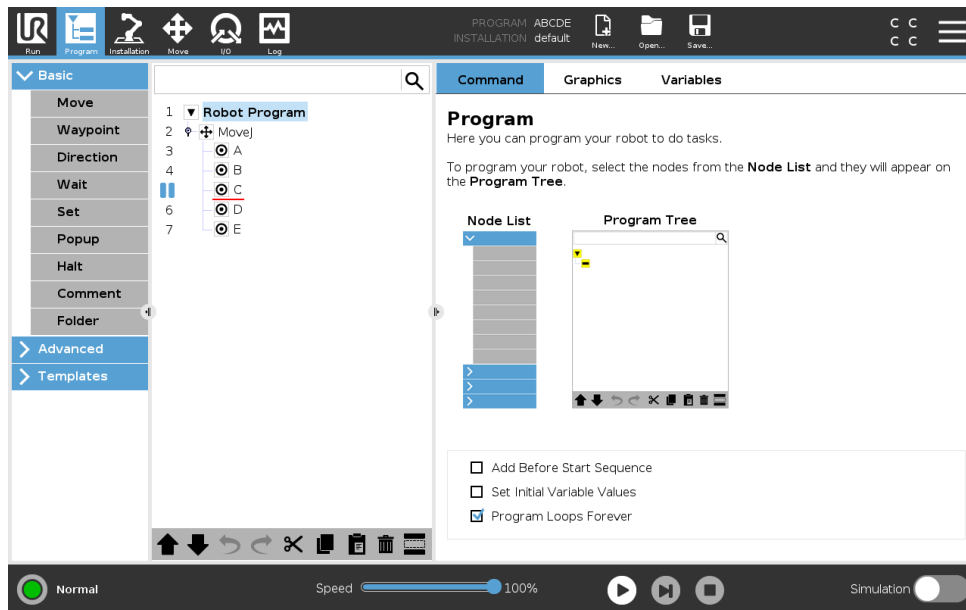 PROGRAM ABCDE
INSTALLATION default
UR
Run Program Installation Move I/O Log New... Open... Save...
C C
C C
Basic
Move
Waypoint
Direction
Wait
Set
Popup
Halt
Comment
Folder
Advanced
Templates
1 Robot Program
2 MoveJ
3 A
4 B
C
6 D
7 E
Command Graphics Variables
Program
Here you can program your robot to do tasks.
To program your robot, select the nodes from the Node List and they will appear on
the Program Tree.
Node List Program Tree
Add Before Start Sequence
Set Initial Variable Values
Program Loops Forever
Normal Speed 100% Simulation